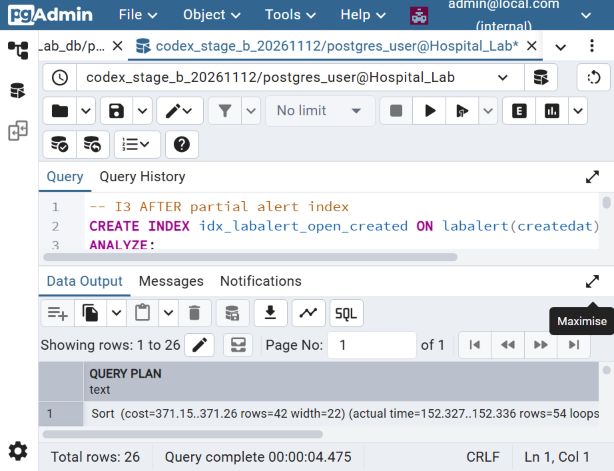 pgAdmin File Object Tools Help admin@local.com
(internal)
_ab_db/p... codex_stage_b_20261112/postgres_user@Hospital_Lab*
codex_stage_b_20261112/postgres_user@Hospital_Lab
No limit
E
Query Query History
1 -- I3 AFTER partial alert index
2 CREATE INDEX idx_labalert_open_created ON labalert(createdat)
3 ANALYZE;
Data Output Messages Notifications
SQL
Maximise
Showing rows: 1 to 26 Page No: 1 of 1
QUERY PLAN
text
1 Sort (cost=371.15..371.26 rows=42 width=22) (actual time=152.327..152.336 rows=54 loops
Total rows: 26 Query complete 00:00:04.475 CRLF Ln 1, Col 1